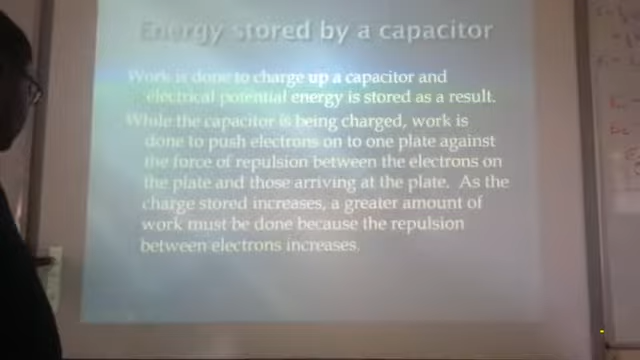 Energy stored by a capacitor
Work is done to charge up a capacitor and
electrical potential energy is stored as a result.
While the capacitor is being charged, work is
done to push electrons on to one plate against
the force of repulsion between the electrons on
the plate and those arriving at the plate. As the
charge stored increases, a greater amount of
work must be done because the repulsion
between electrons increases.